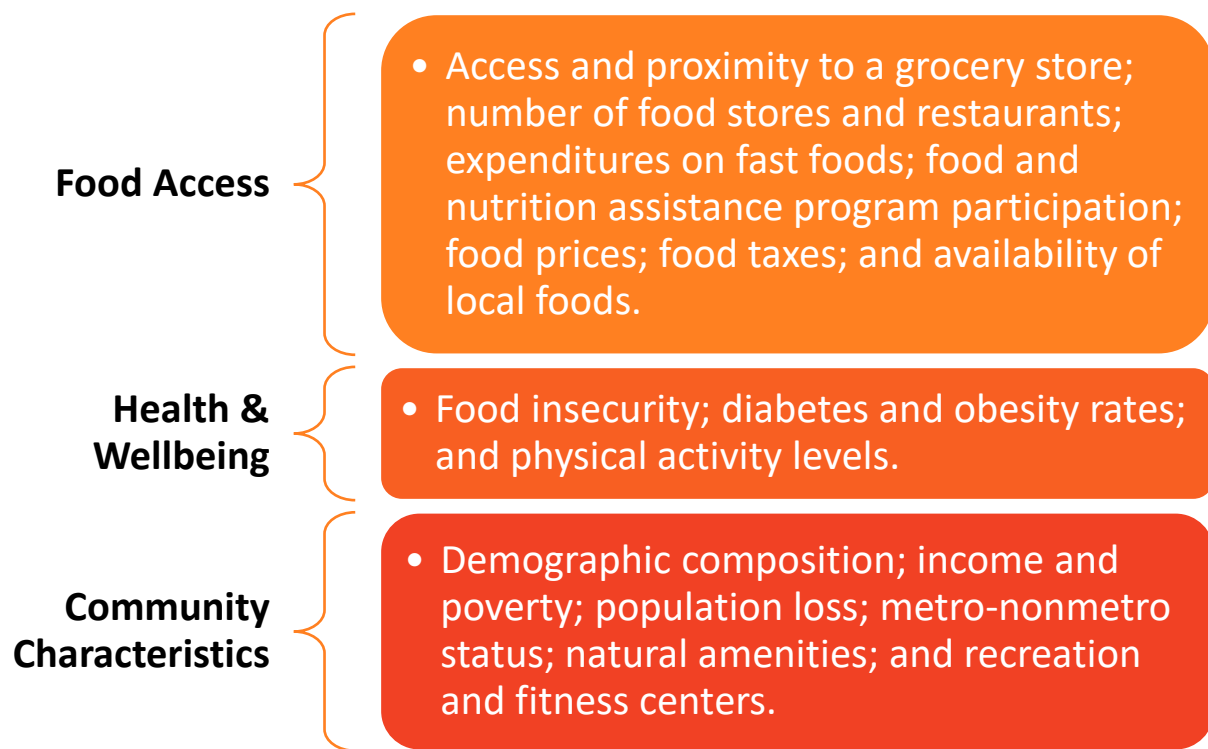 Food Access
• Access and proximity to a grocery store;
number of food stores and restaurants;
expenditures on fast foods; food and
nutrition assistance program participation;
food prices; food taxes; and availability of
local foods.
Health &
Wellbeing
• Food insecurity; diabetes and obesity rates;
and physical activity levels.
Community
Characteristics
• Demographic composition; income and
poverty; population loss; metro-nonmetro
status; natural amenities; and recreation
and fitness centers.